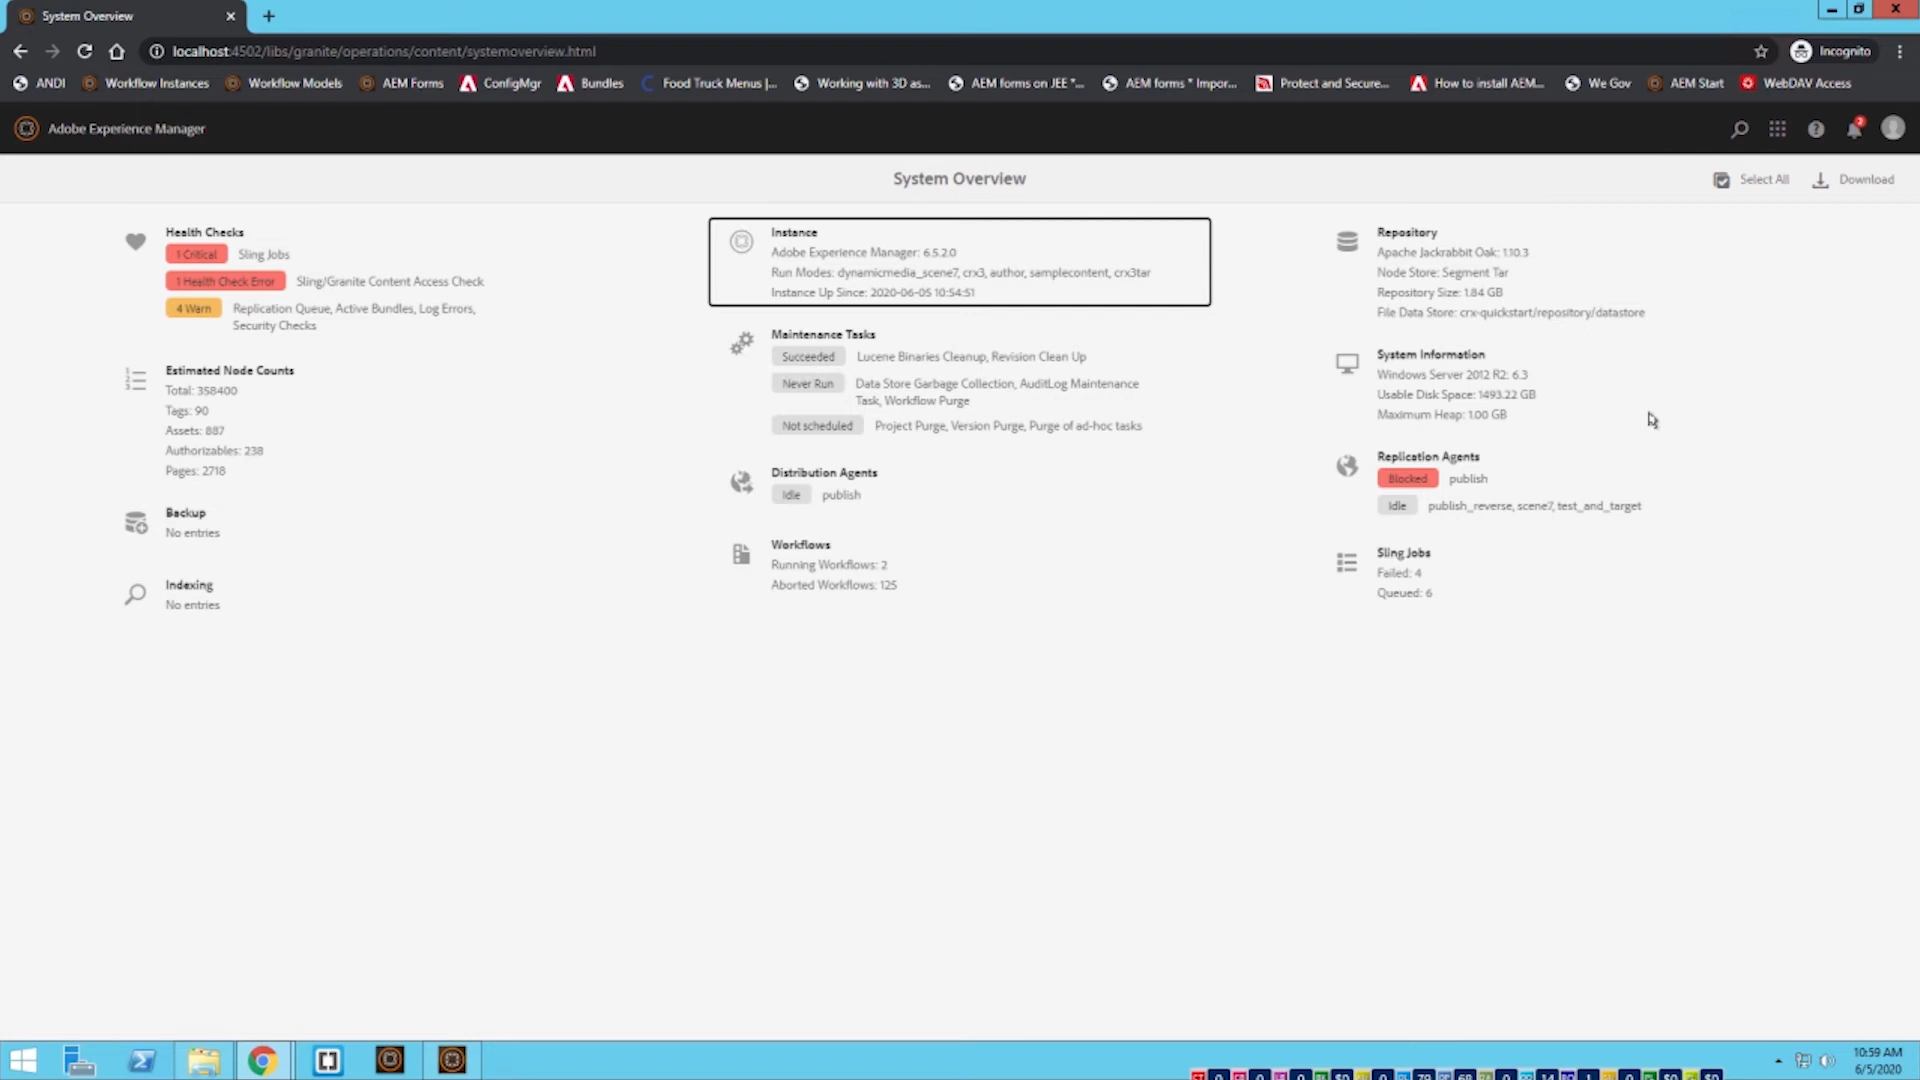 System Overview
localhost:4502/libs/granite/operations/content/systemoverview.html
Incognito
ANDI
Workflow Instances
Workflow Models
AEM Forms
ConfigMgr
Bundles
Food Truck Menus |...
Working with 3D as...
AEM forms on JEE *...
AEM forms * Impor...
Protect and Secure...
How to install AEM...
We Gov
AEM Start
WebDAV Access
Adobe Experience Manager
2
System Overview
Select All
Download
Health Checks
1 Critical Sling Jobs
1 Health Check Error Sling/Granite Content Access Check
4 Warn Replication Queue, Active Bundles, Log Errors,
Security Checks
Estimated Node Counts
Total: 358400
Tags: 90
Assets: 887
Authorizables: 238
Pages: 2718
Backup
No entries
Indexing
No entries
Instance
Adobe Experience Manager: 6.5.2.0
Run Modes: dynamicmedia_scene7, crx3, author, samplecontent, crx3tar
Instance Up Since: 2020-06-05 10:54:51
Maintenance Tasks
Succeeded Lucene Binaries Cleanup, Revision Clean Up
Never Run Data Store Garbage Collection, AuditLog Maintenance
Task, Workflow Purge
Not scheduled Project Purge, Version Purge, Purge of ad-hoc tasks
Distribution Agents
Idle publish
Workflows
Running Workflows: 2
Aborted Workflows: 125
Repository
Apache Jackrabbit Oak: 1.10.3
Node Store: Segment Tar
Repository Size: 1.84 GB
File Data Store: crx-quickstart/repository/datastore
System Information
Windows Server 2012 R2: 6.3
Usable Disk Space: 1493.22 GB
Maximum Heap: 1.00 GB
Replication Agents
Blocked publish
Idle publish_reverse, scene7, test_and_target
Sling Jobs
Failed: 4
Queued: 6
10:59 AM
6/5/2020